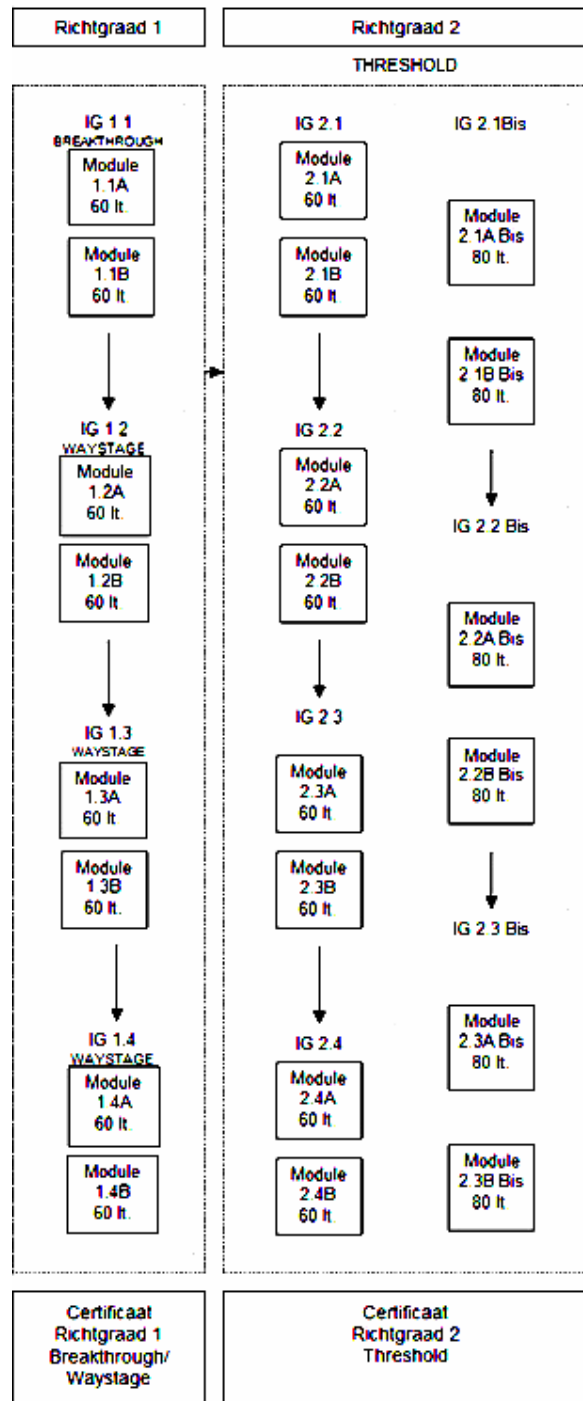 Richtgraad 1
Richtgraad 2
THRESHOLD
IG 1 1
BREAKTHROUGH
Module
1.1A
60 lt.
Module
1.1B
60 lt.
IG 1 2
WAYSTAGE
Module
1.2A
60 lt.
Module
1.2B
60 lt
IG 1.3
WAYSTAGE
Module
1.3A
60 lt
Module
1 3B
60 lt.
IG 1.4
WAYSTAGE
Module
1 4A
60 lt.
Module
1.4B
60 lt.
IG 2.1
Module
2.1A
60 lt.
Module
2.1B
60 lt.
IG 2.2
Module
2.2A
60 lt.
Module
2.2B
60 lt.
IG 2 3
Module
2.3A
60 lt.
Module
2.3B
60 lt.
IG 2.4
Module
2.4A
60 lt.
Module
2.4B
60 lt.
IG 2.1Bis
Module
2.1A Bis
80 lt.
Module
2 1B Bis
80 lt.
IG 2.2 Bis
Module
2.2A Bis
80 lt.
Module
2.2B Bis
80 lt
IG 2.3 Bis
Module
2.3A Bis
80 lt.
Module
2.3B Bis
80 lt
Certificaat
Richtgraad 1
Breakthrough/
Waystage
Certificaat
Richtgraad 2
Threshold